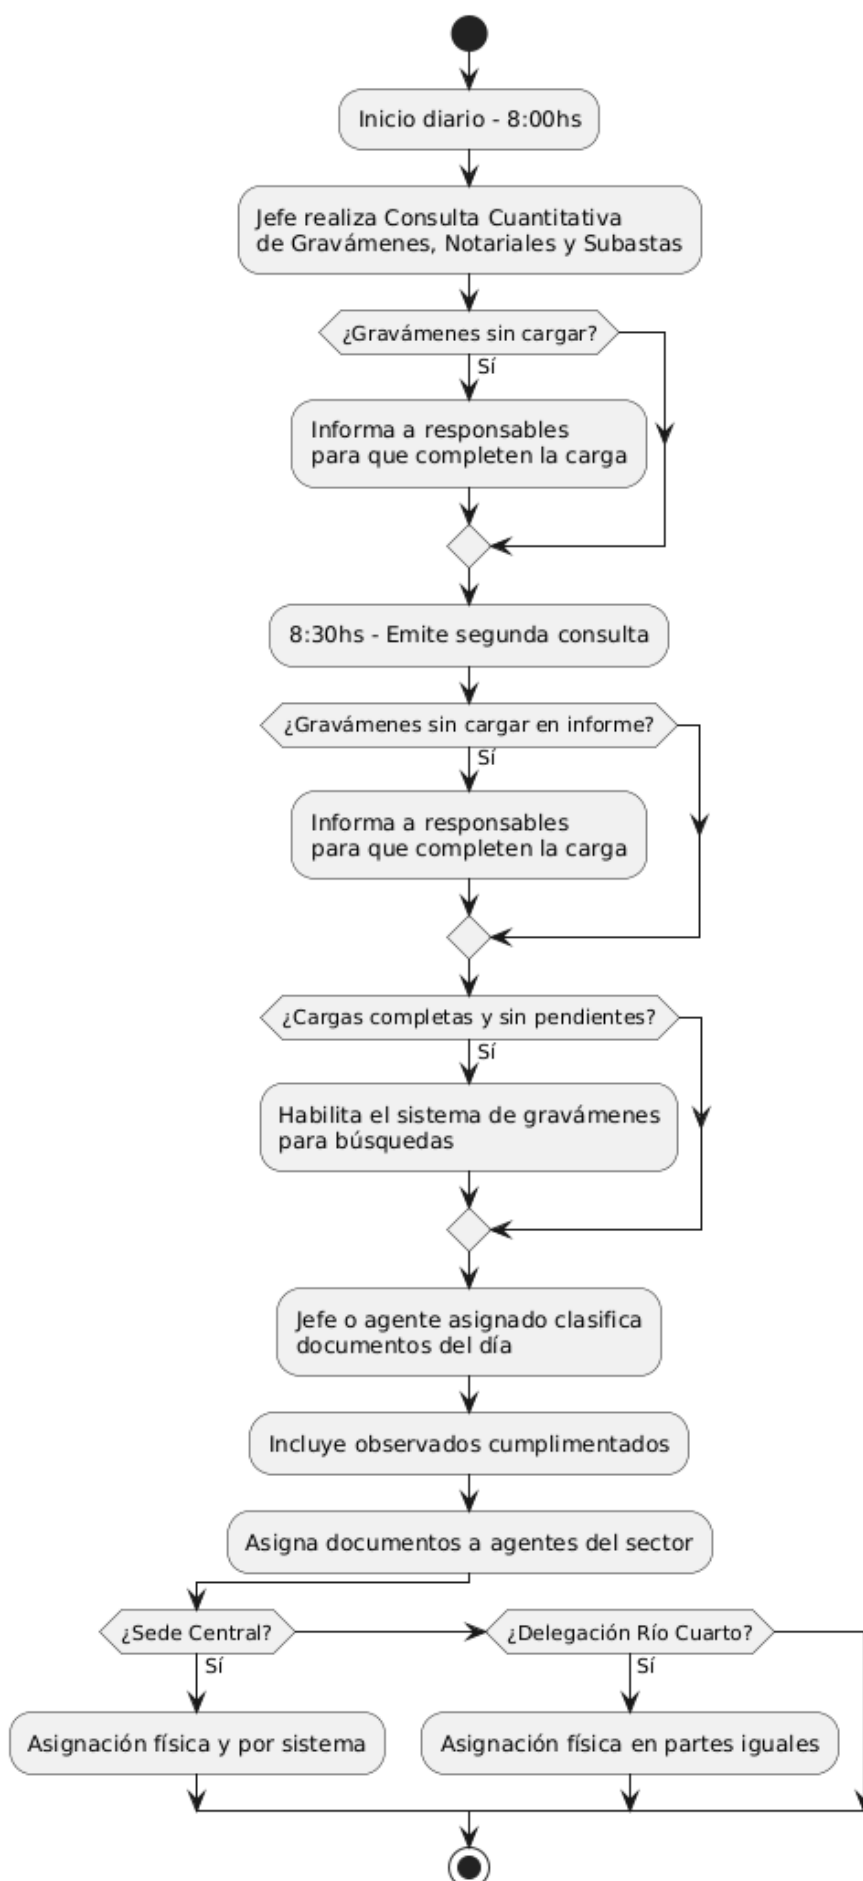 Inicio diario - 8:00hs
Jefe realiza Consulta Cuantitativa
de Gravámenes, Notariales y Subastas
¿Gravámenes sin cargar?
Sí
Informa a responsables
para que completen la carga
8:30hs - Emite segunda consulta
¿Gravámenes sin cargar en informe?
Sí
Informa a responsables
para que completen la carga
¿Cargas completas y sin pendientes?
Sí
Habilita el sistema de gravámenes
para búsquedas
Jefe o agente asignado clasifica
documentos del día
Incluye observados cumplimentados
Asigna documentos a agentes del sector
¿Sede Central?
Sí
Asignación física y por sistema
¿Delegación Río Cuarto?
Sí
Asignación física en partes iguales